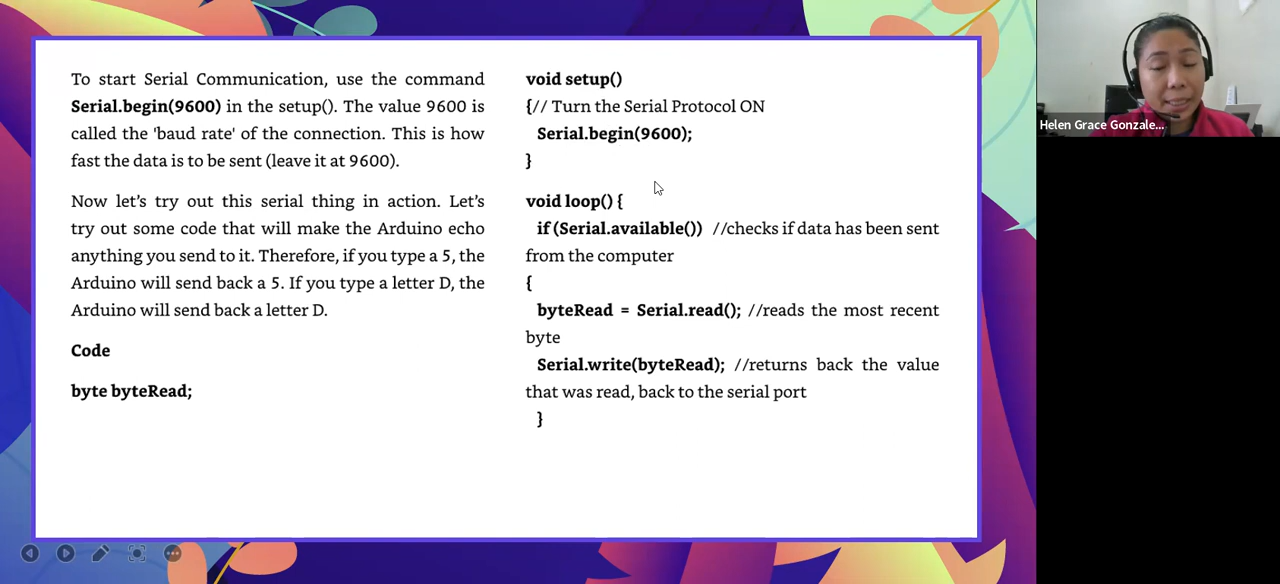 To start Serial Communication, use the command
Serial.begin(9600) in the setup(). The value 9600 is
called the 'baud rate' of the connection. This is how
fast the data is to be sent (leave it at 9600).
Now let’s try out this serial thing in action. Let’s
try out some code that will make the Arduino echo
anything you send to it. Therefore, if you type a 5, the
Arduino will send back a 5. If you type a letter D, the
Arduino will send back a letter D.
Code
byte byteRead;
void setup()
{// Turn the Serial Protocol ON
Serial.begin(9600);
}
void loop() {
if (Serial.available()) //checks if data has been sent
from the computer
{
byteRead = Serial.read(); //reads the most recent
byte
Serial.write(byteRead); //returns back the value
that was read, back to the serial port
}
Helen Grace Gonzale...